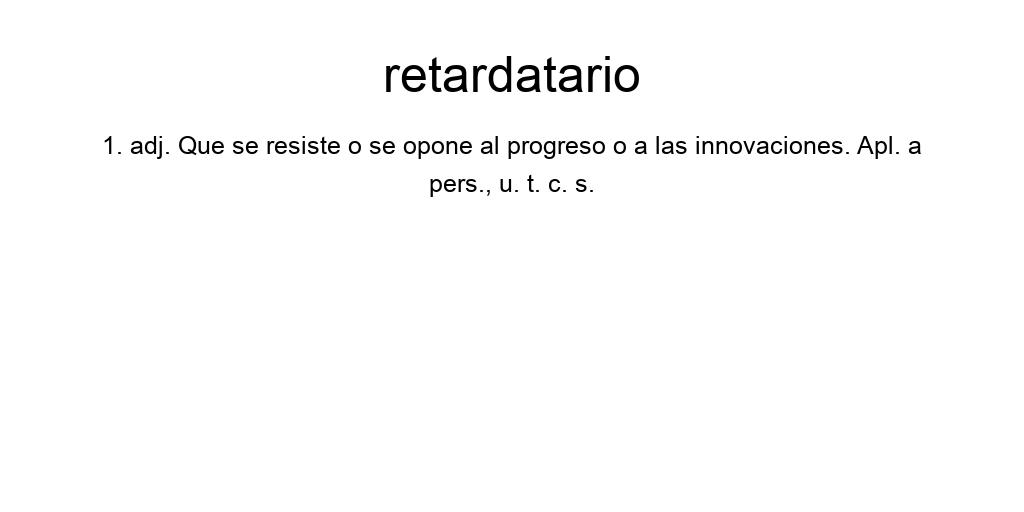 retardatario
1. adj. Que se resiste o se opone al progreso o a las innovaciones. Apl. a
pers., u. t. c. s.